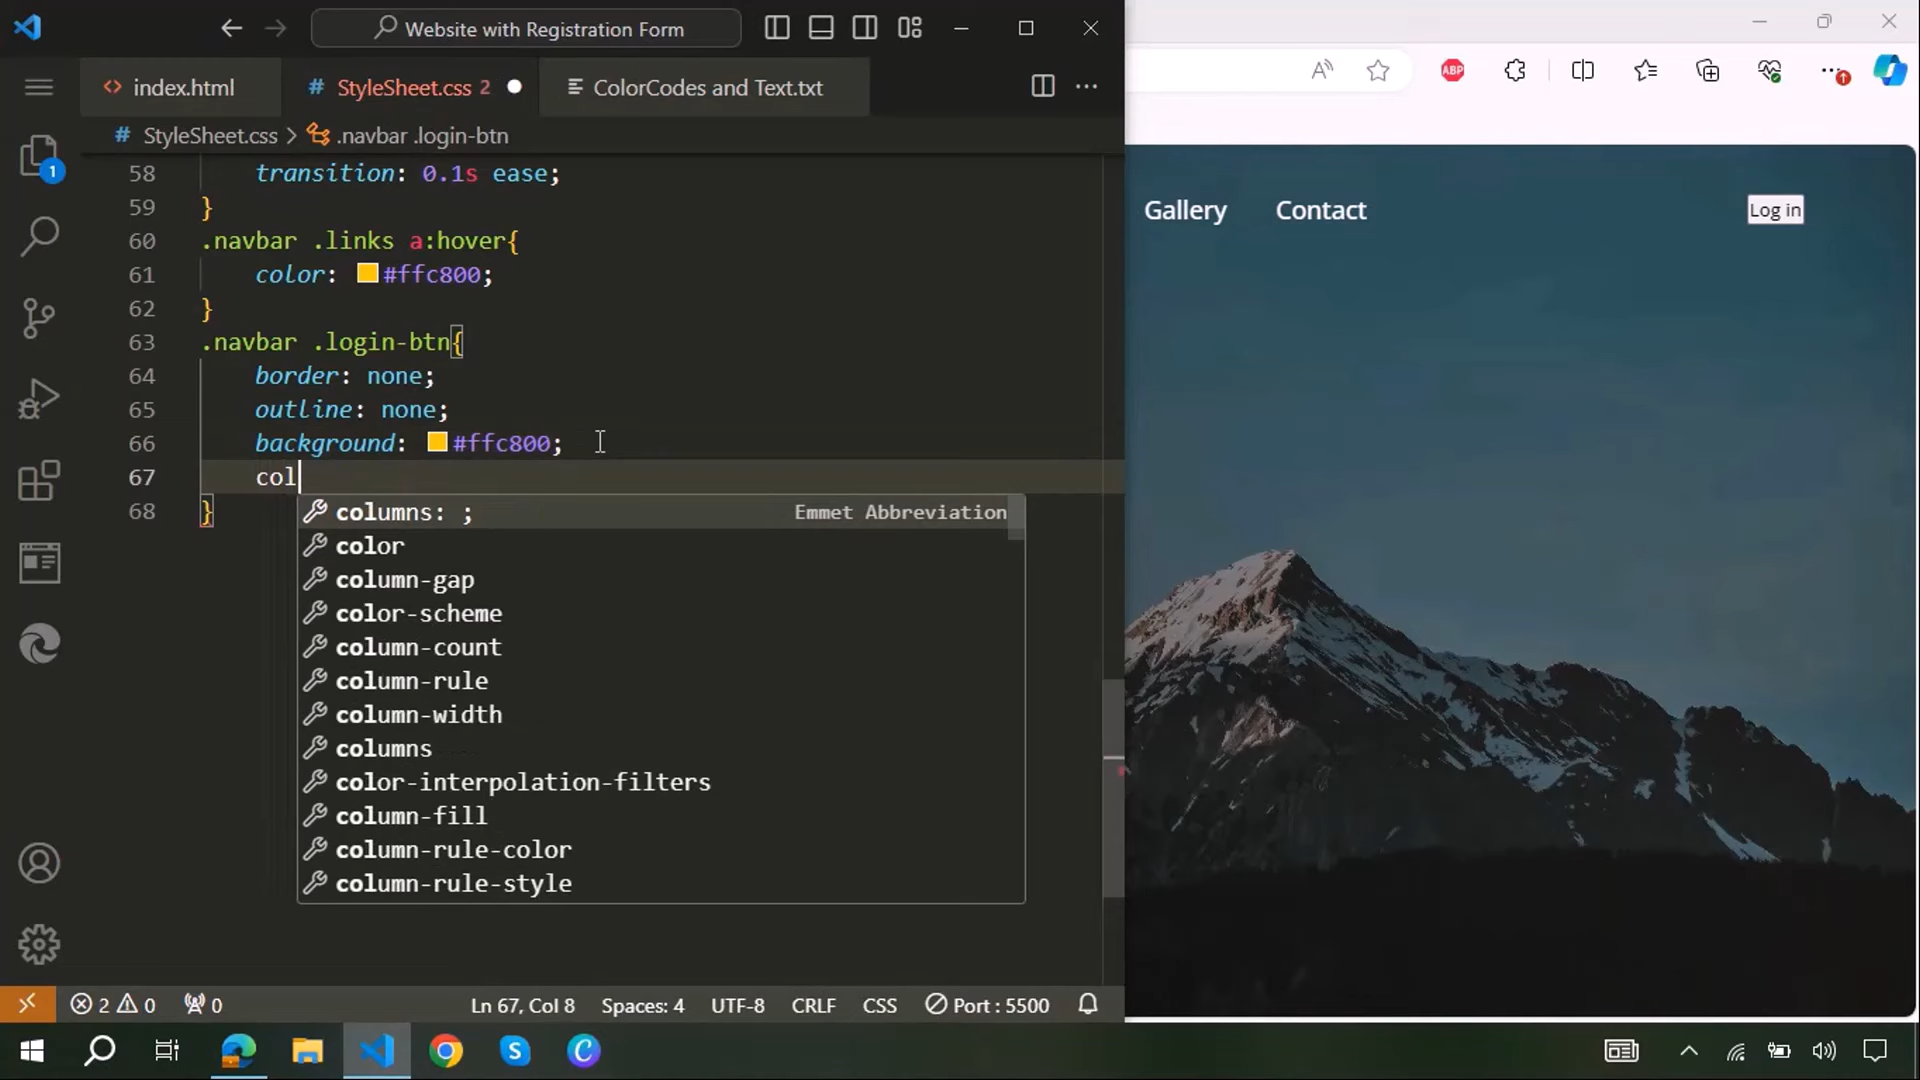 Website with Registration Form
index.html
# StyleSheet.css 2
ColorCodes and Text.txt
# StyleSheet.css > .navbar .login-btn
58 transition: 0.1s ease;
59 }
60 .navbar .links a:hover{
61 color: #ffc800;
62 }
63 .navbar .login-btn{
64 border: none;
65 outline: none;
66 background: #ffc800;
67 col
68 }
columns: ; Emmet Abbreviation
color
column-gap
color-scheme
column-count
column-rule
column-width
columns
color-interpolation-filters
column-fill
column-rule-color
column-rule-style
1
2 0 0 Ln 67, Col 8 Spaces: 4 UTF-8 CRLF CSS Port : 5500
ABP
Gallery Contact Log in